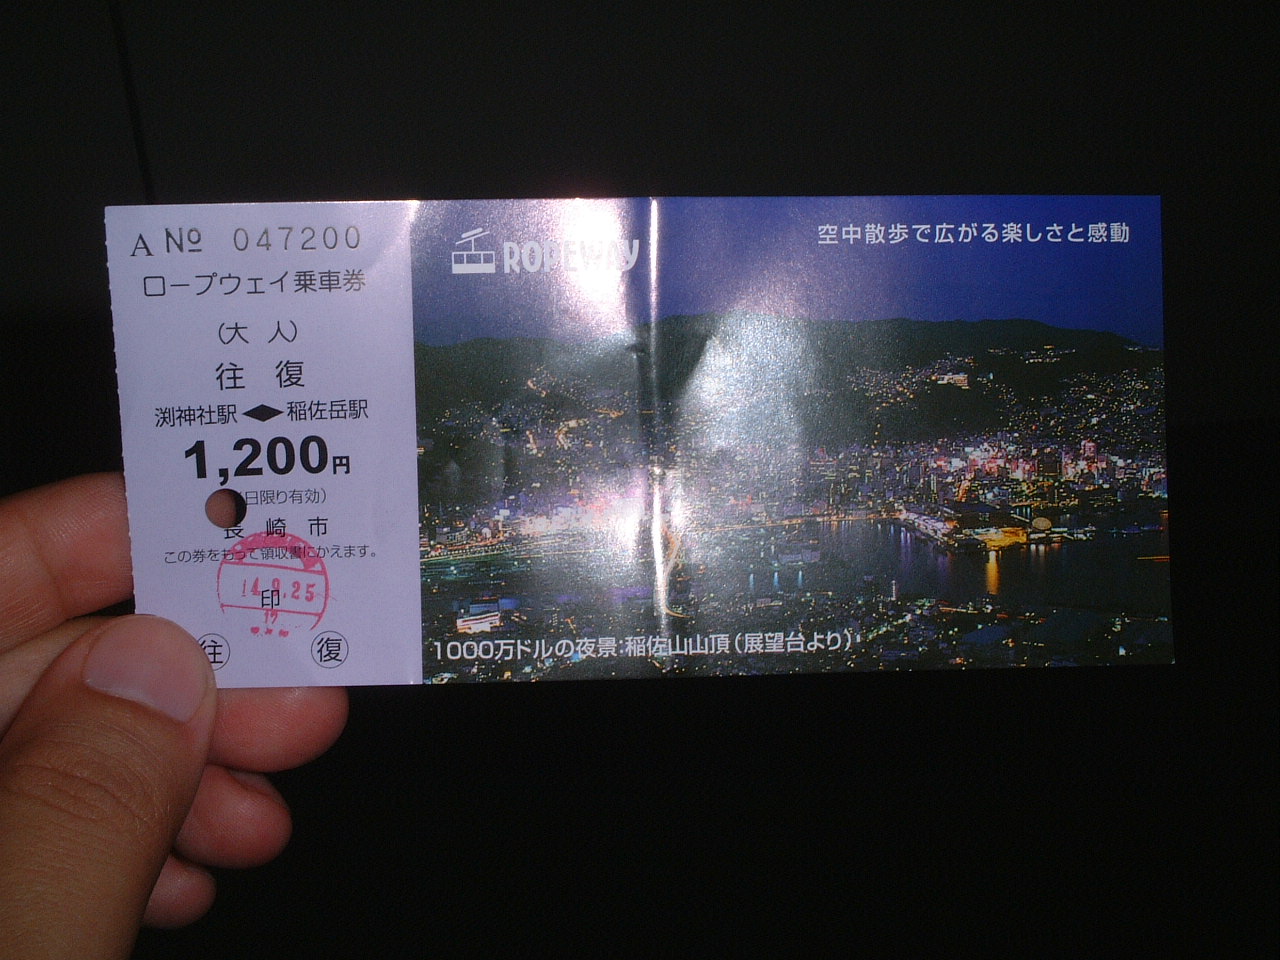 A No 047200
ロープウェイ乗車券
(大 人)
往 復
渕神社駅◀▶稲佐岳駅
1,200円
日限り有効)
長 崎 市
この券をもって領収書にかえます。
14.9.25
印
往 復
ROPEWAY
空中散歩で広がる楽しさと感動
1000万ドルの夜景:稲佐山山頂(展望台より)